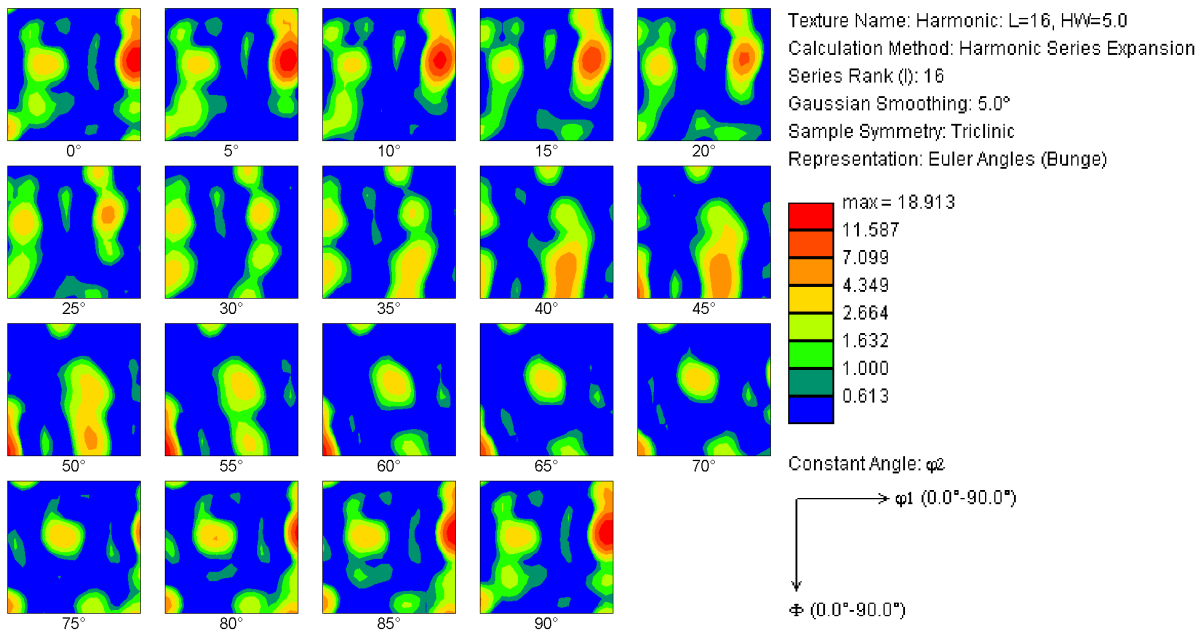 Texture Name: Harmonic: L=16, HW=5.0
Calculation Method: Harmonic Series Expansion
Series Rank (l): 16
Gaussian Smoothing: 5.0°
Sample Symmetry: Triclinic
Representation: Euler Angles (Bunge)
0° 5° 10° 15° 20°
25° 30° 35° 40° 45°
50° 55° 60° 65° 70°
75° 80° 85° 90°
max = 18.913
11.587
7.099
4.349
2.664
1.632
1.000
0.613
Constant Angle: φ2
φ1 (0.0°-90.0°)
Φ (0.0°-90.0°)